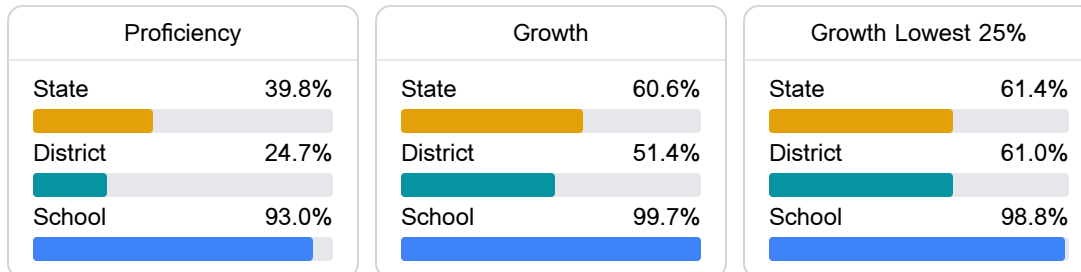 Proficiency
State 39.8%
District 24.7%
School 93.0%
Growth
State 60.6%
District 51.4%
School 99.7%
Growth Lowest 25%
State 61.4%
District 61.0%
School 98.8%